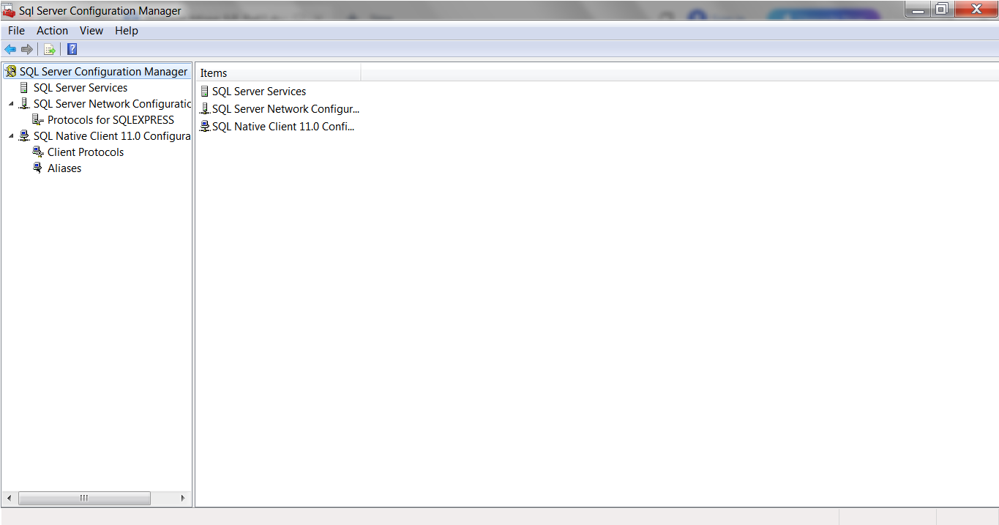 Sql Server Configuration Manager
File Action View Help
SQL Server Configuration Manager
SQL Server Services
SQL Server Network Configuratic
Protocols for SQLEXPRESS
SQL Native Client 11.0 Configura
Client Protocols
Aliases
Items
SQL Server Services
SQL Server Network Configur...
SQL Native Client 11.0 Confi...